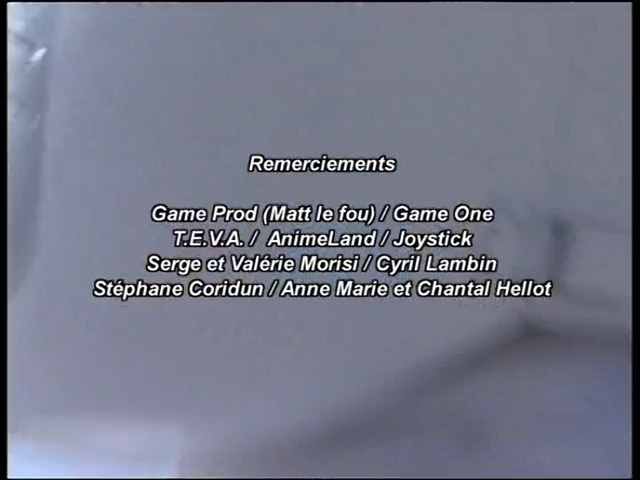 Remerciements
Game Prod (Matt le fou) / Game One
T.E.V.A. / AnimeLand / Joystick
Serge et Valérie Morisi / Cyril Lambin
Stéphane Coridun / Anne Marie et Chantal Hellot